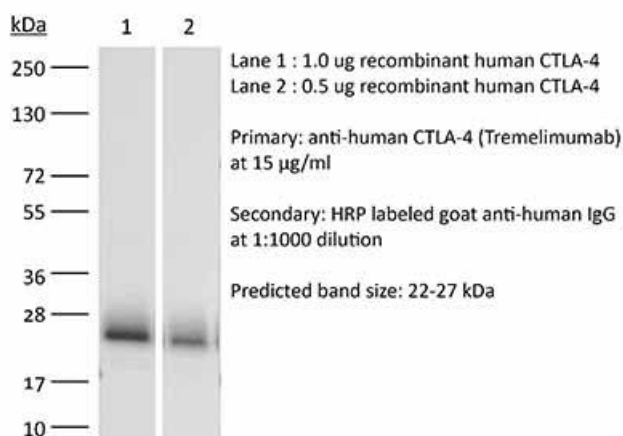 kDa
1 2
250
130
72
55
36
28
17
10
Lane 1 : 1.0 ug recombinant human CTLA-4
Lane 2 : 0.5 ug recombinant human CTLA-4
Primary: anti-human CTLA-4 (Tremelimumab)
at 15 µg/ml
Secondary: HRP labeled goat anti-human IgG
at 1:1000 dilution
Predicted band size: 22-27 kDa